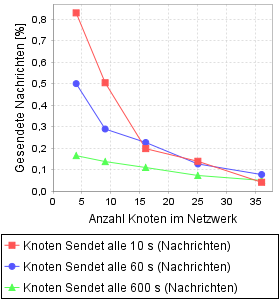 Gesendete Nachrichten [%]
0,8
0,7
0,6
0,5
0,4
0,3
0,2
0,1
0,0
0 5 10 15 20 25 30 35
Anzahl Knoten im Netzwerk
Knoten Sendet alle 10 s (Nachrichten)
Knoten Sendet alle 60 s (Nachrichten)
Knoten Sendet alle 600 s (Nachrichten)